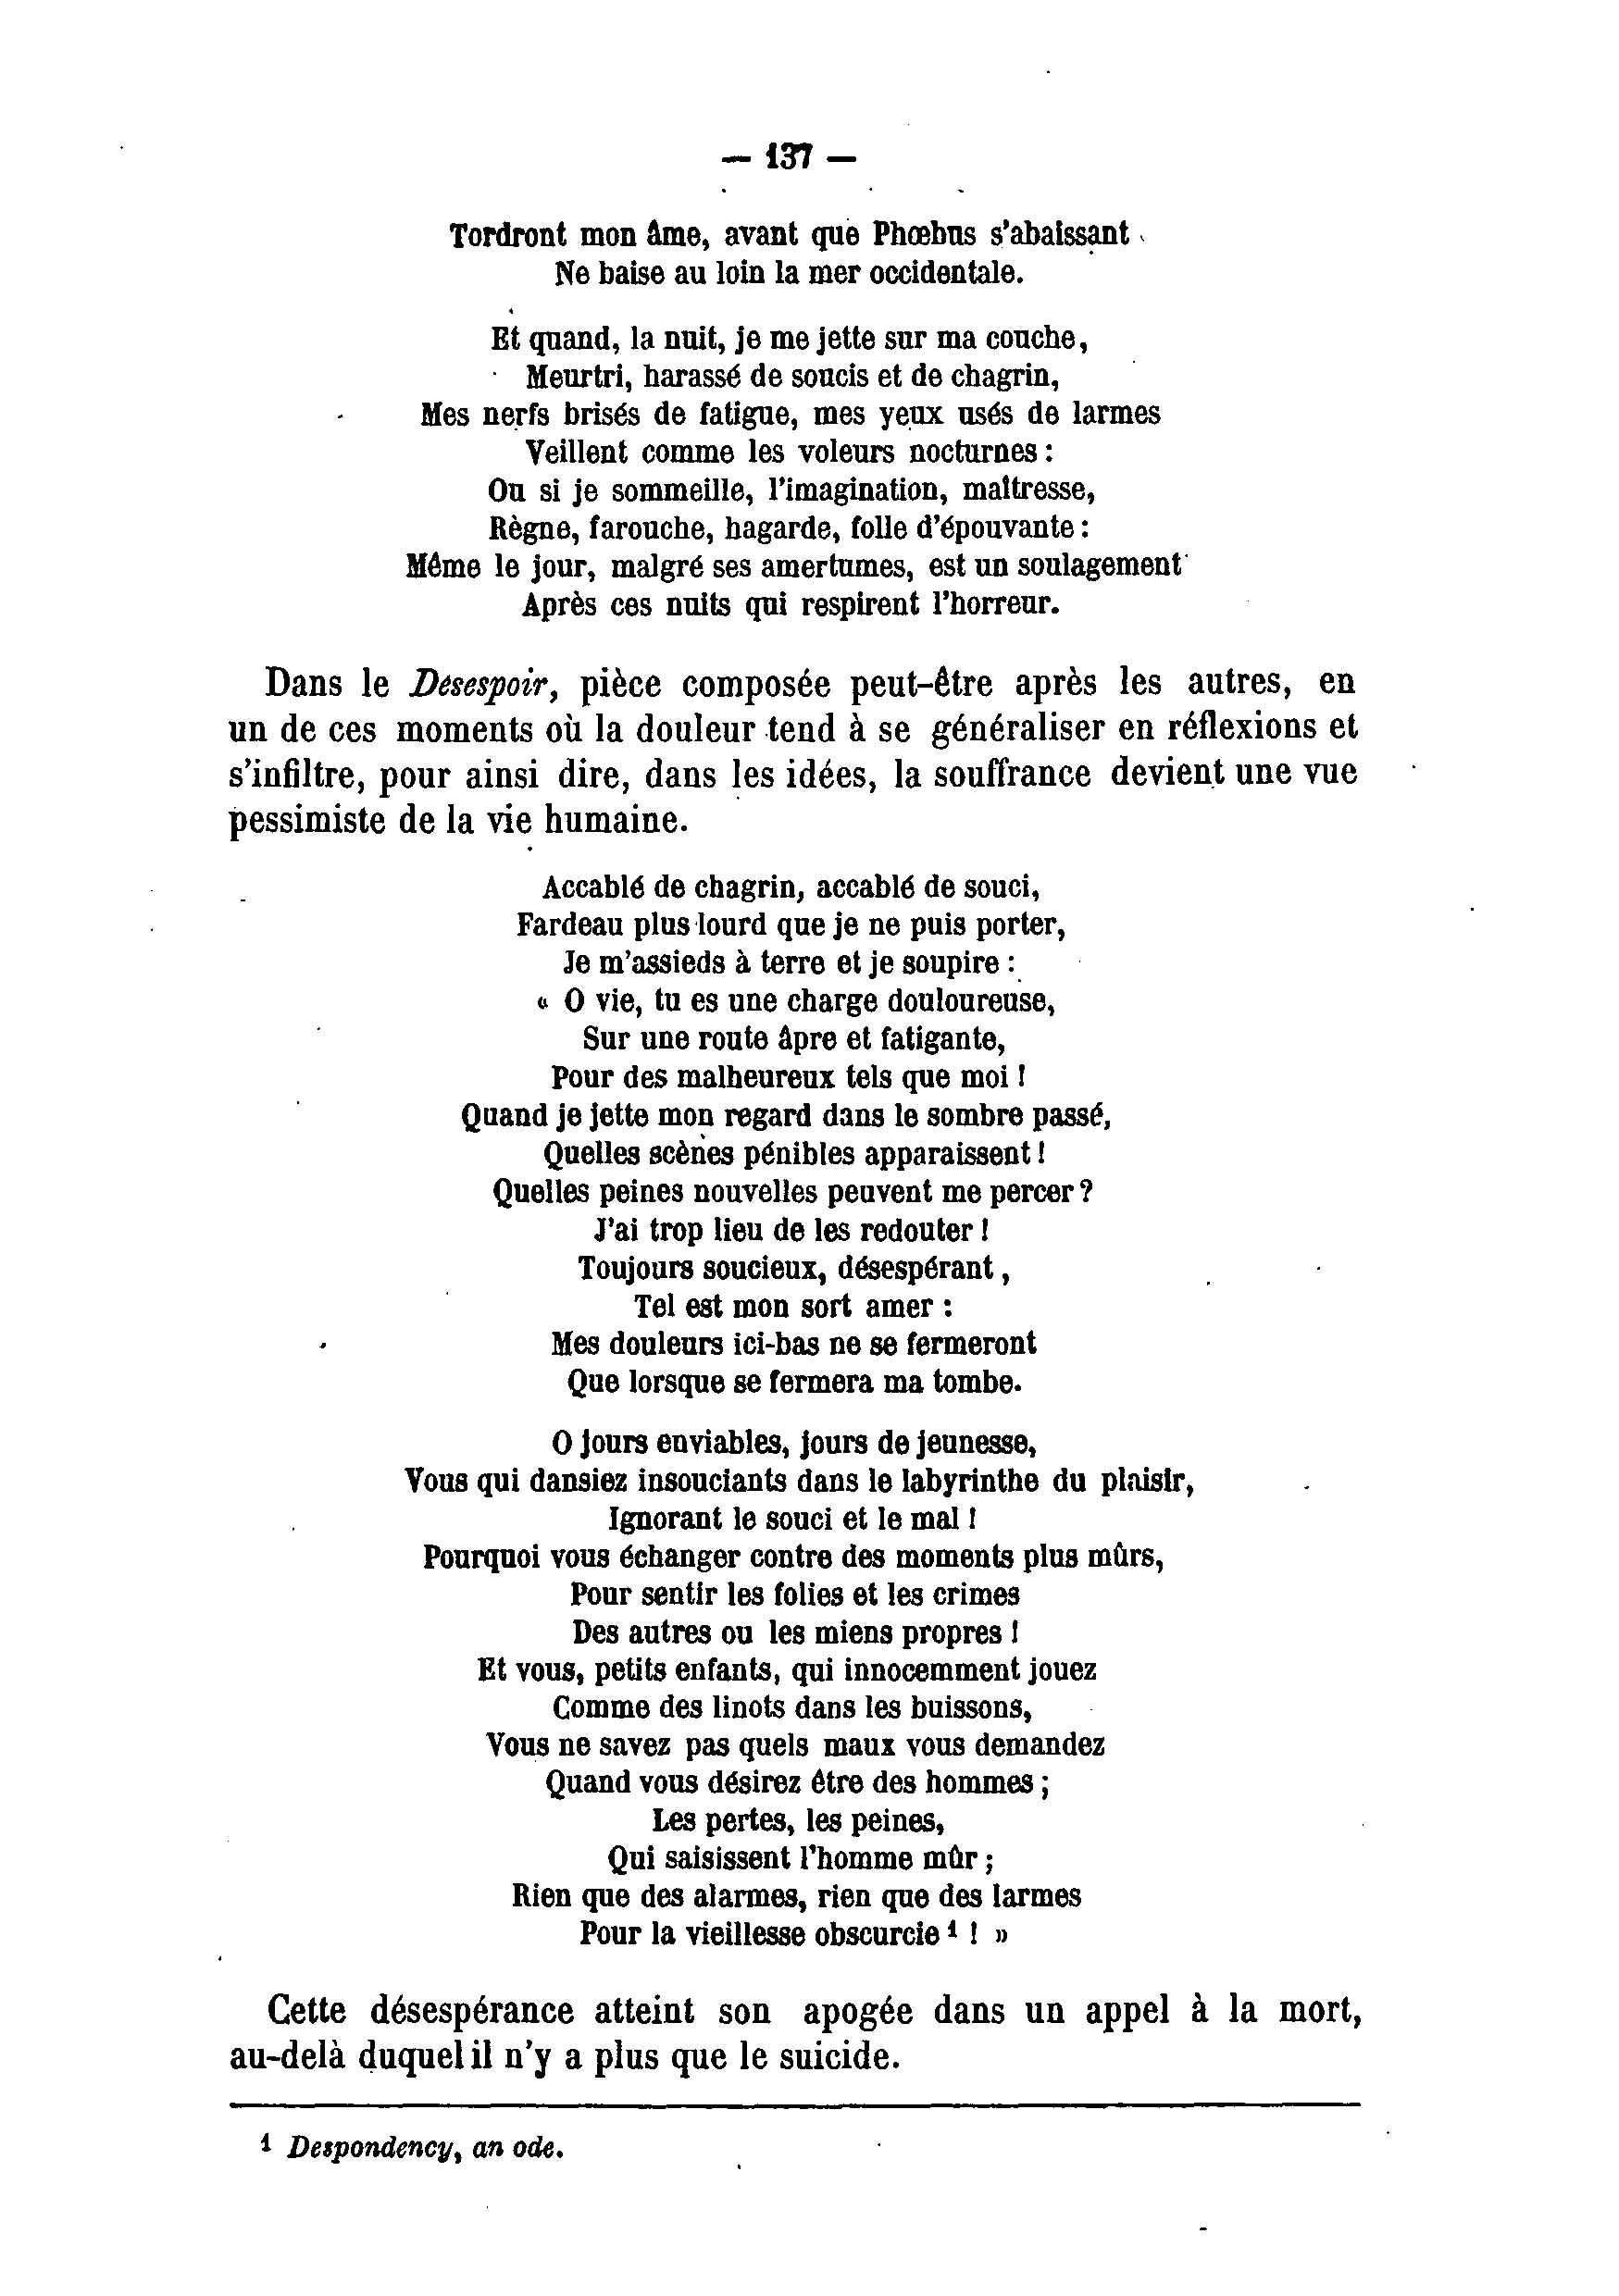 — 137 —
Tordront mon âme, avant que Phœbus s'abaissant
Ne baise au loin la mer occidentale.
Et quand, la nuit, je me jette sur ma couche,
Meurtri, harassé de soucis et de chagrin,
Mes nerfs brisés de fatigue, mes yeux usés de larmes
Veillent comme les voleurs nocturnes :
Ou si je sommeille, l'imagination, maîtresse,
Règne, farouche, hagarde, folle d'épouvante :
Même le jour, malgré ses amertumes, est un soulagement
Après ces nuits qui respirent l'horreur.
Dans le Désespoir, pièce composée peut-être après les autres, en
un de ces moments où la douleur tend à se généraliser en réflexions et
s'infiltre, pour ainsi dire, dans les idées, la souffrance devient une vue
pessimiste de la vie humaine.
Accablé de chagrin, accablé de souci,
Fardeau plus lourd que je ne puis porter,
Je m'assieds à terre et je soupire :
« O vie, tu es une charge douloureuse,
Sur une route âpre et fatigante,
Pour des malheureux tels que moi !
Quand je jette mon regard dans le sombre passé,
Quelles scènes pénibles apparaissent !
Quelles peines nouvelles peuvent me percer ?
J'ai trop lieu de les redouter !
Toujours soucieux, désespérant,
Tel est mon sort amer :
Mes douleurs ici-bas ne se fermeront
Que lorsque se fermera ma tombe.
O jours enviables, jours de jeunesse,
Vous qui dansiez insouciants dans le labyrinthe du plaisir,
Ignorant le souci et le mal !
Pourquoi vous échanger contre des moments plus mûrs,
Pour sentir les folies et les crimes
Des autres ou les miens propres !
Et vous, petits enfants, qui innocemment jouez
Comme des linots dans les buissons,
Vous ne savez pas quels maux vous demandez
Quand vous désirez être des hommes ;
Les pertes, les peines,
Qui saisissent l'homme mûr ;
Rien que des alarmes, rien que des larmes
Pour la vieillesse obscurcie ¹ ! »
Cette désespérance atteint son apogée dans un appel à la mort,
au-delà duquel il n'y a plus que le suicide.
¹ Despondency, an ode.